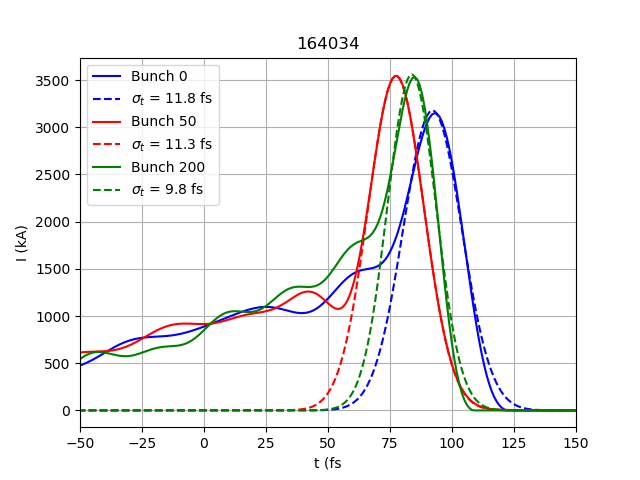 164034
I (kA)
3500
3000
2500
2000
1500
1000
500
0
Bunch 0
σt = 11.8 fs
Bunch 50
σt = 11.3 fs
Bunch 200
σt = 9.8 fs
−50 −25 0 25 50 75 100 125 150
t (fs